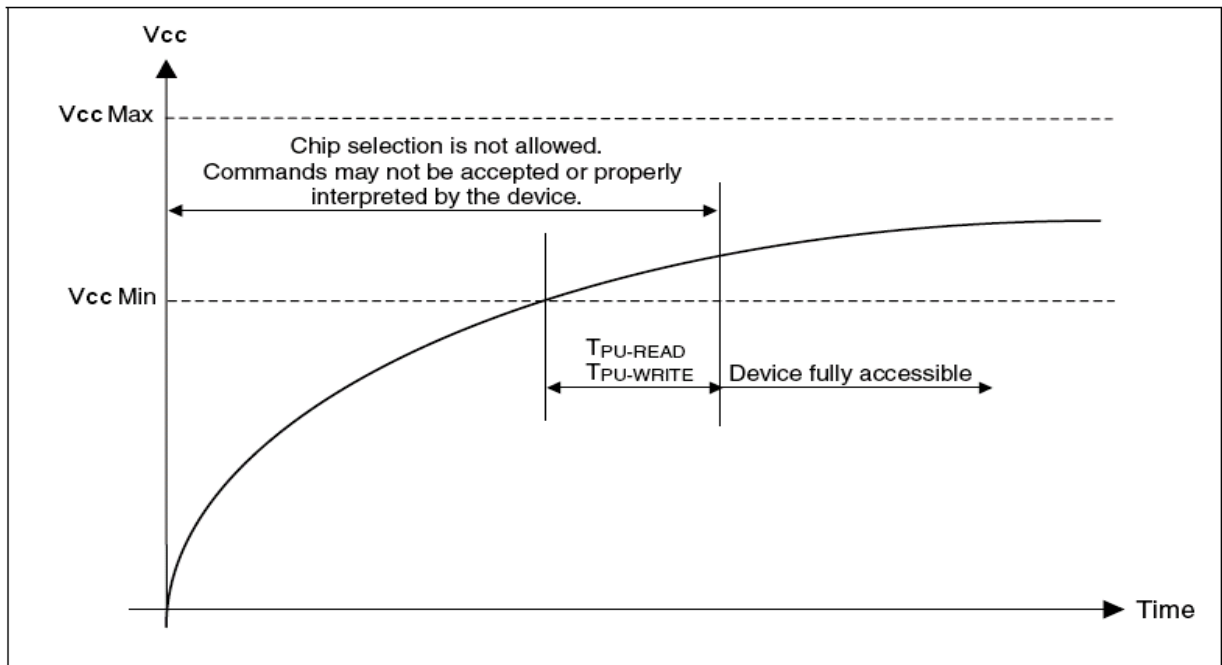 Vcc
Vcc Max
Chip selection is not allowed.
Commands may not be accepted or properly
interpreted by the device.
Vcc Min
TPU-READ
TPU-WRITE
Device fully accessible
Time